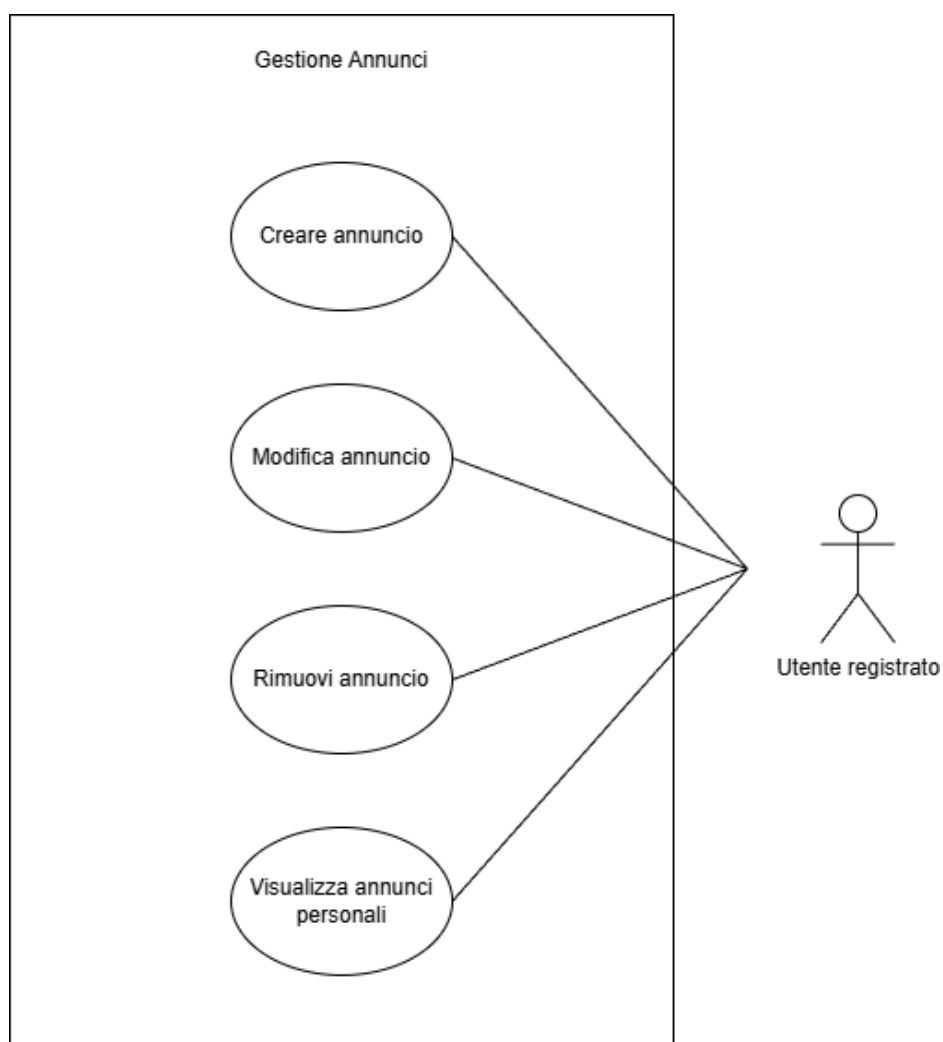 Gestione Annunci
Creare annuncio
Modifica annuncio
Rimuovi annuncio
Utente registrato
Visualizza annunci
personali